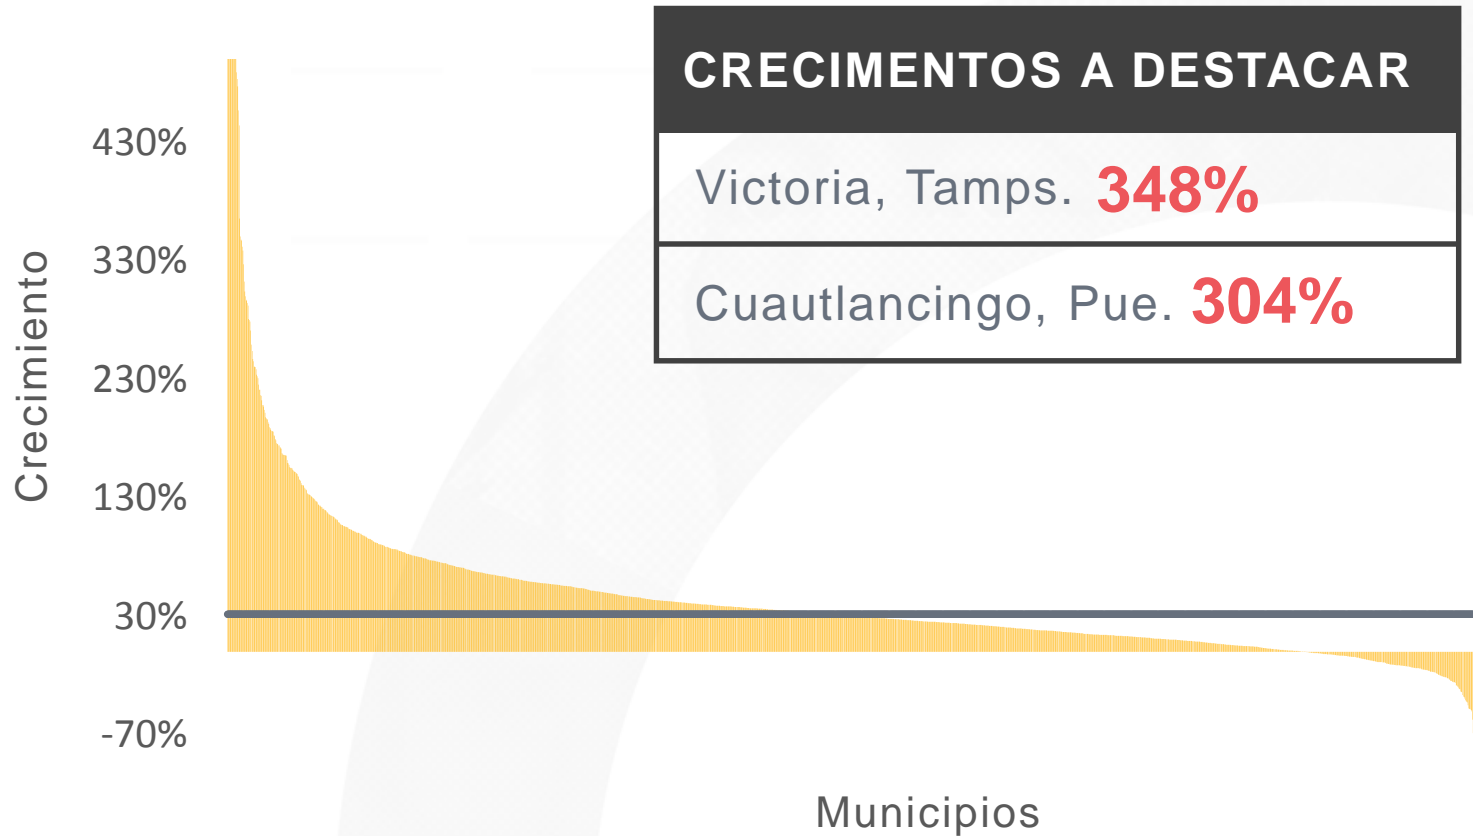 CRECIMENTOS A DESTACAR
Victoria, Tamps. 348%
Cuautlancingo, Pue. 304%
Crecimiento
430%
330%
230%
130%
30%
-70%
Municipios